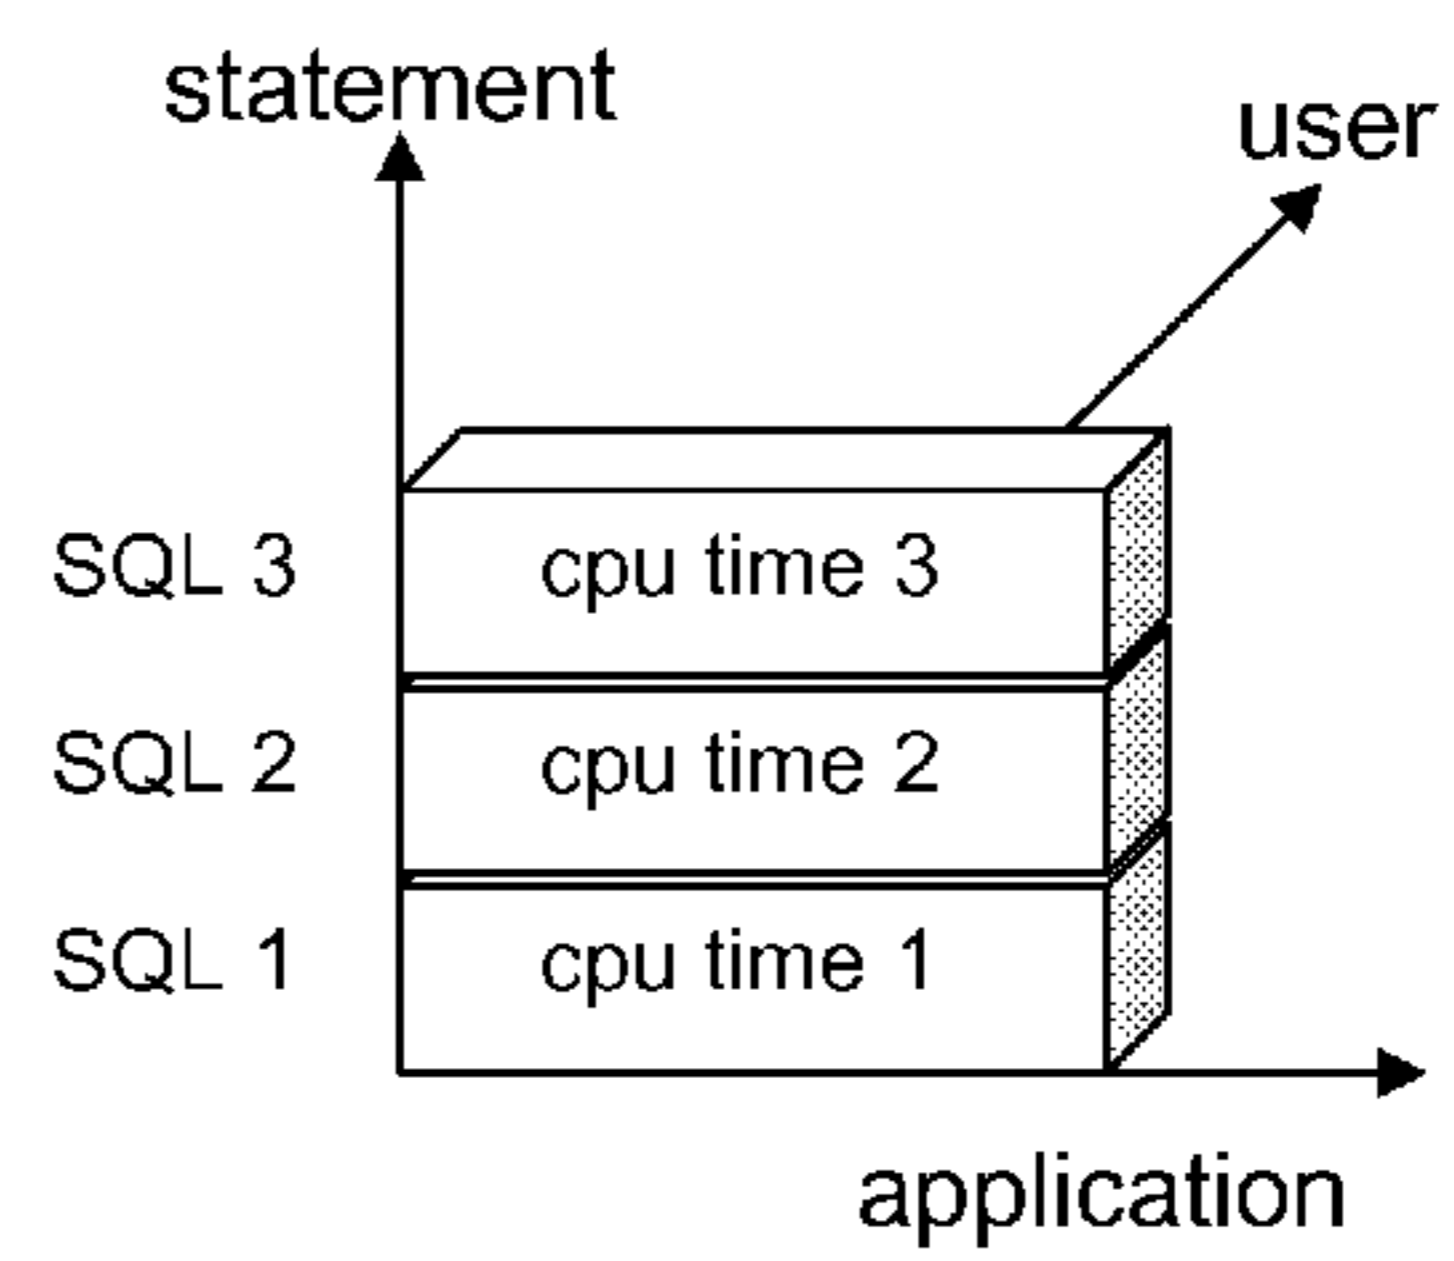 statement
user
SQL 3 cpu time 3
SQL 2 cpu time 2
SQL 1 cpu time 1
application